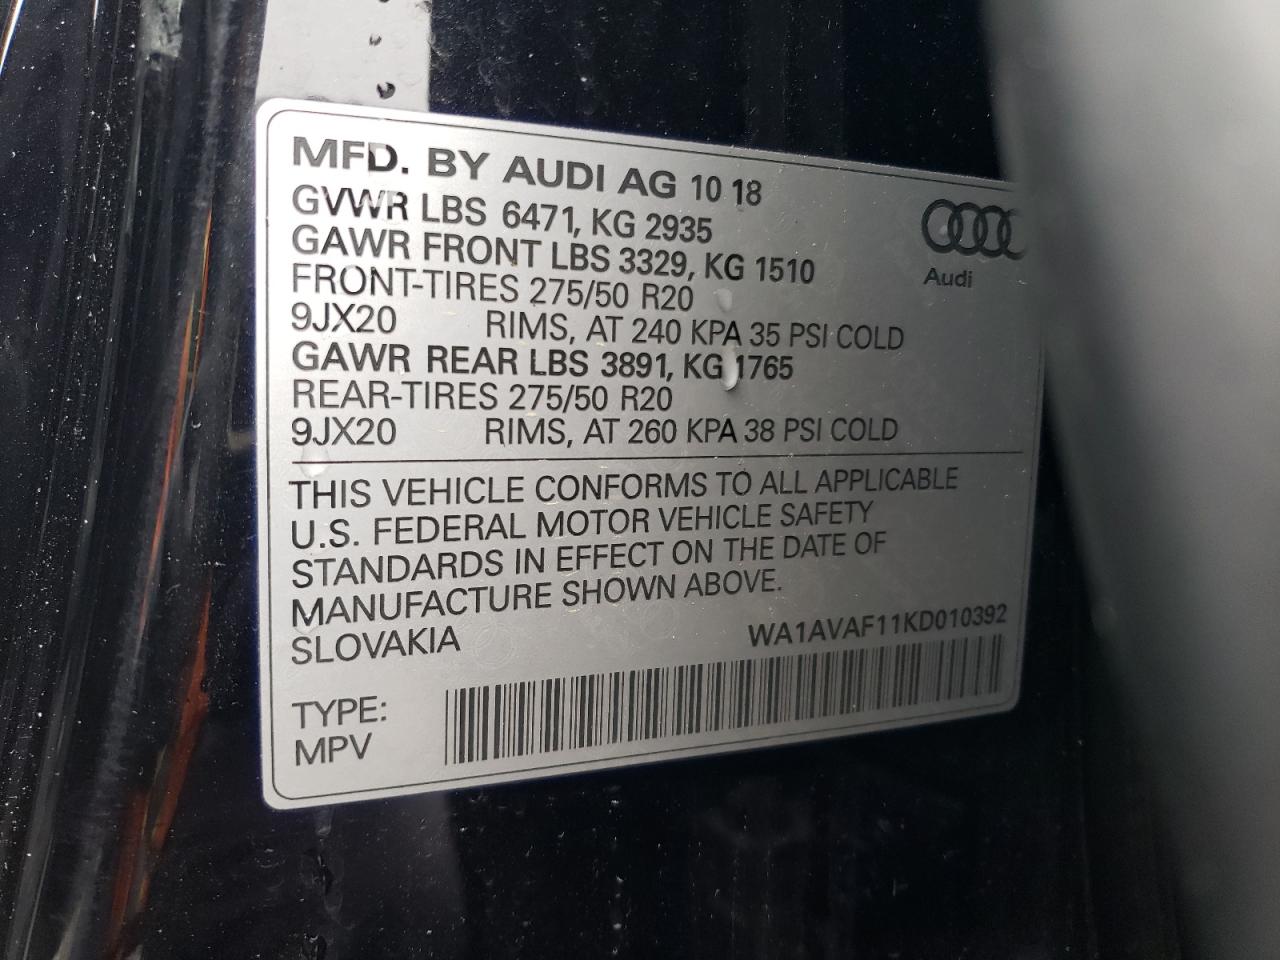 MFD. BY AUDI AG 10 18
GVWR LBS 6471, KG 2935
GAWR FRONT LBS 3329, KG 1510
FRONT-TIRES 275/50 R20
9JX20 RIMS, AT 240 KPA 35 PSI COLD
GAWR REAR LBS 3891, KG 1765
REAR-TIRES 275/50 R20
9JX20 RIMS, AT 260 KPA 38 PSI COLD
Audi
THIS VEHICLE CONFORMS TO ALL APPLICABLE
U.S. FEDERAL MOTOR VEHICLE SAFETY
STANDARDS IN EFFECT ON THE DATE OF
MANUFACTURE SHOWN ABOVE.
SLOVAKIA WA1AVAF11KD010392
TYPE:
MPV